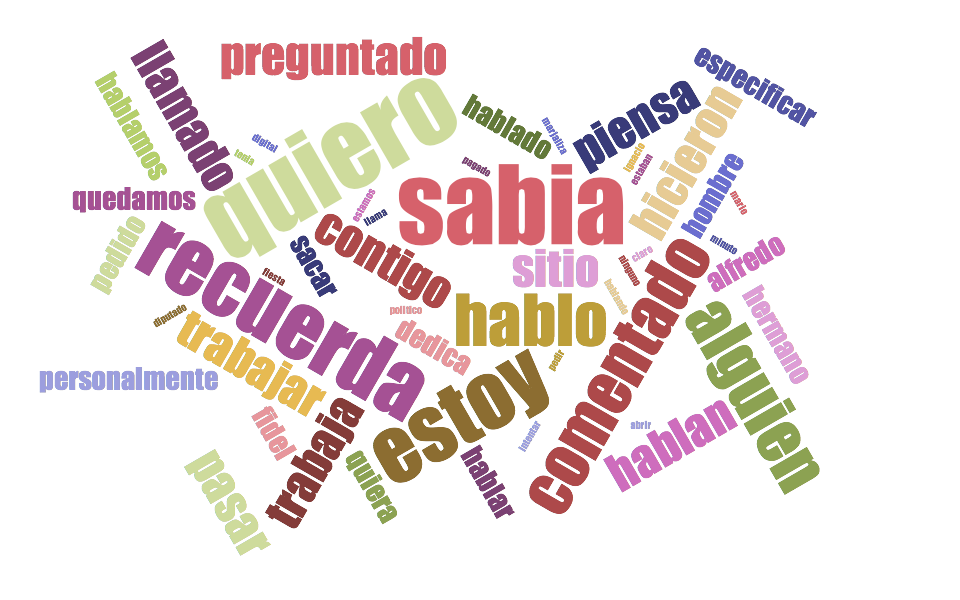 preguntado
llamado
hablamos
especificar
quiero
piensa
hablado
hicieron
digital
tenia
marjaliza
ignacio
estaban
hombre
pagado
sabia
quedamos
estamos
llama
mario
contigo
pedido
recuerda
sacar
sitio
claro
minuto
alfredo
ninguno
fiesta
hablando
hermano
diputado
politico
hablo
comentado
alguien
trabajar
dedica
pedir
personalmente
estoy
fidel
trabaja
intentar
abrir
hablan
quiera
hablar
pasar